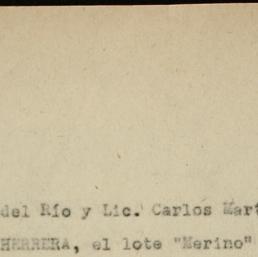 del Río y Lic. Carlos Mart
HERRERA, el lote "Merino"